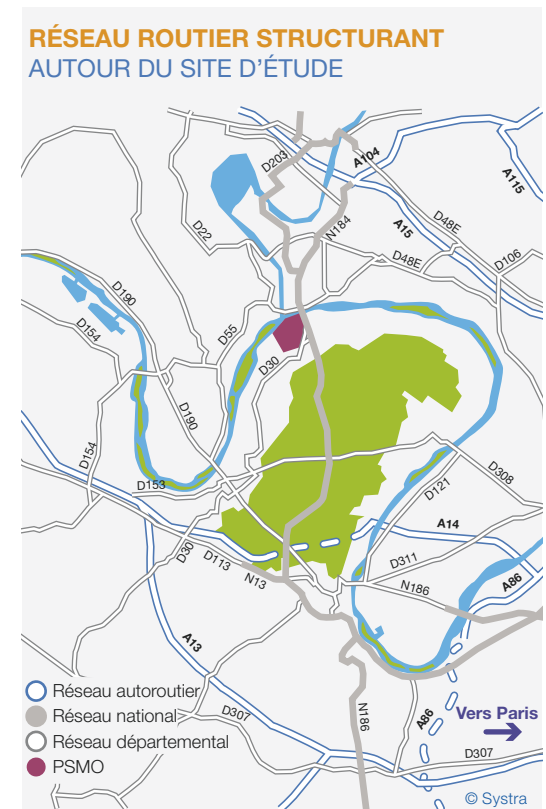 RÉSEAU ROUTIER STRUCTURANT
AUTOUR DU SITE D'ÉTUDE
D203
A104
A115
D22
N184
A15
D48E
D48E
D106
D190
D154
D55
D30
D190
D154
D153
D308
D121
A14
D30
D113
N13
D311
N186
A86
A13
Réseau autoroutier
Réseau national
Réseau départemental
PSMO
D307
N186
A86
Vers Paris
D307
© Systra